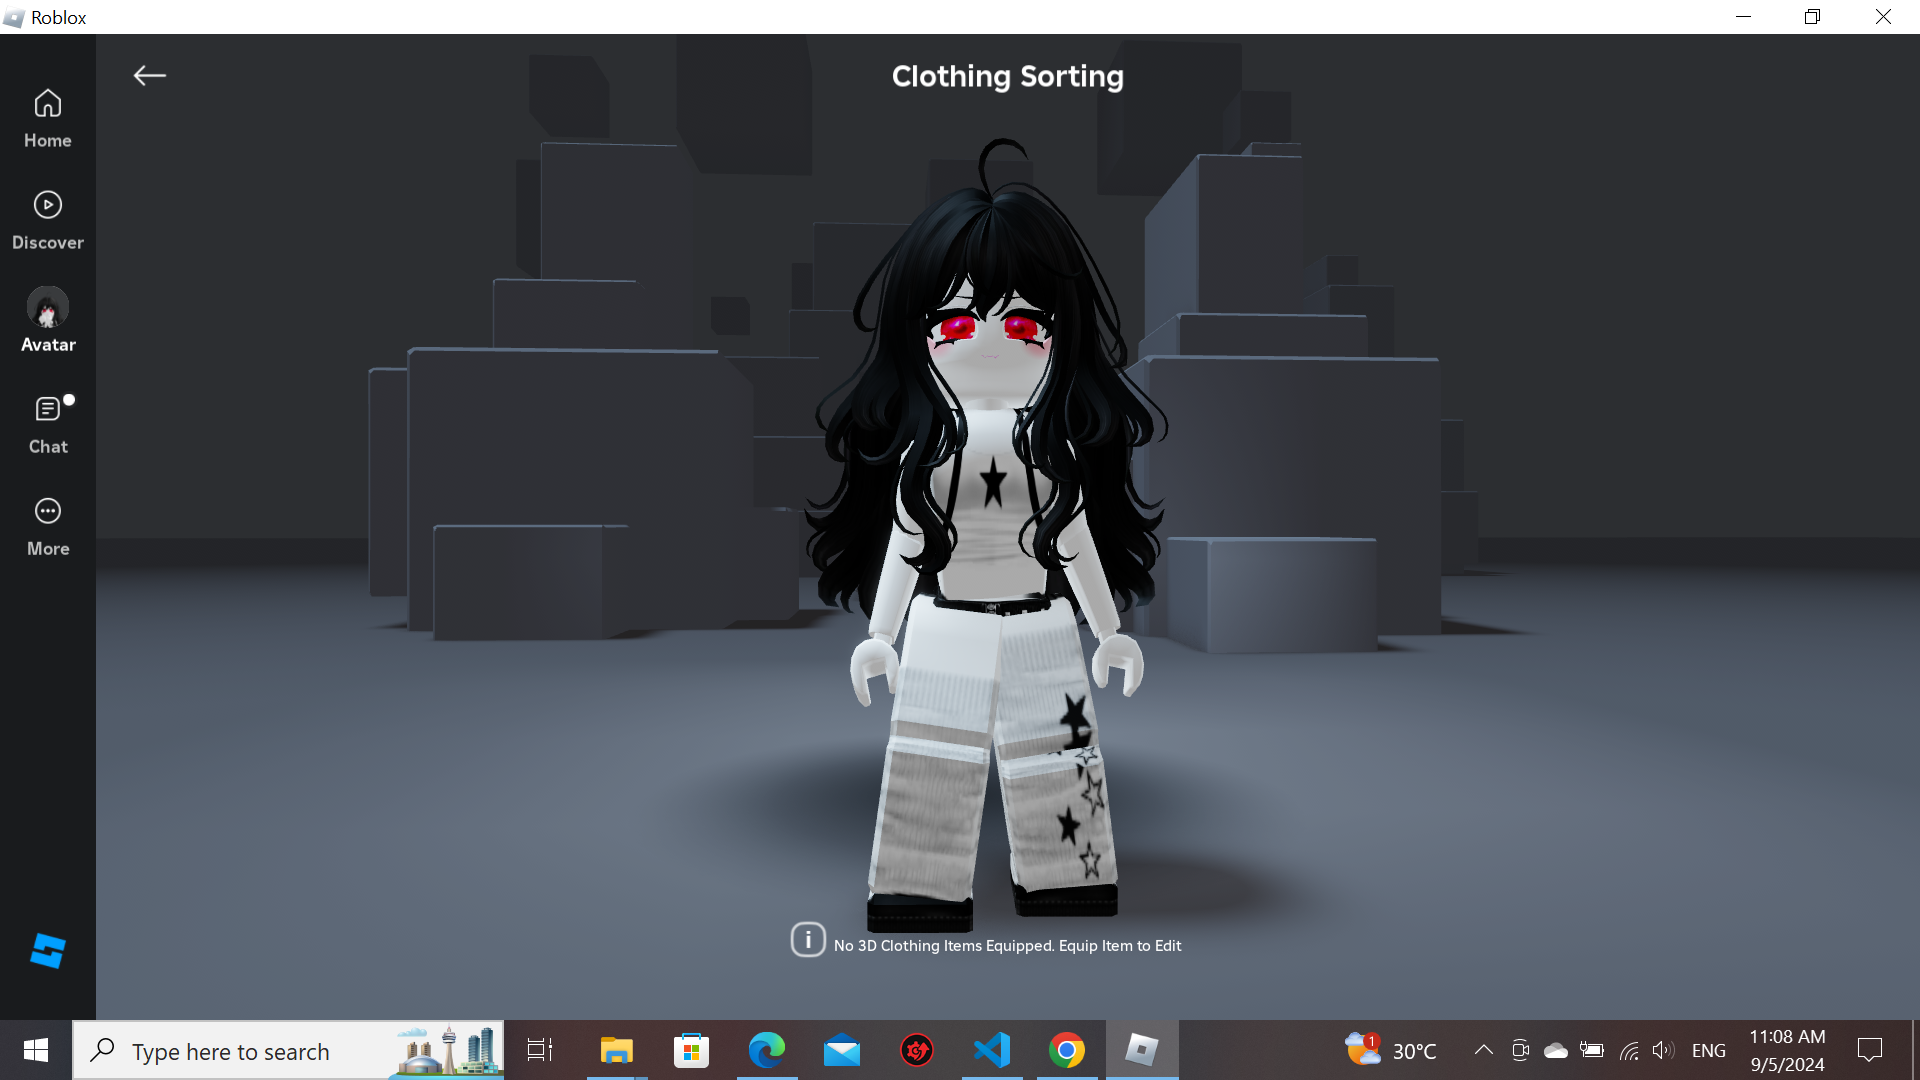 Roblox
Clothing Sorting
Home
Discover
Avatar
Chat
More
No 3D Clothing Items Equipped. Equip Item to Edit
Type here to search
1
30°C
ENG
11:08 AM
9/5/2024